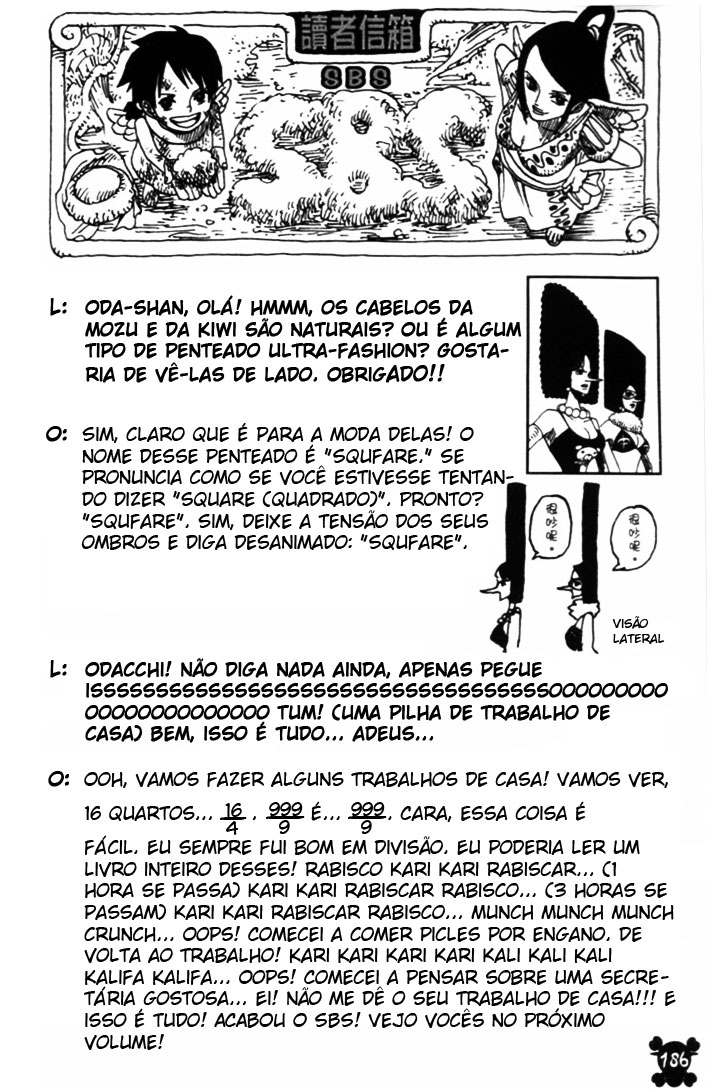 讀者信箱
SBS
SBS
L: ODA-SHAN, OLÁ! HMMM, OS CABELOS DA
MOZU E DA KIWI SÃO NATURAIS? OU É ALGUM
TIPO DE PENTEADO ULTRA-FASHION? GOSTA-
RIA DE VÊ-LAS DE LADO. OBRIGADO!!
O: SIM, CLARO QUE É PARA A MODA DELAS! O
NOME DESSE PENTEADO É "SQUFARE." SE
PRONUNCIA COMO SE VOCÊ ESTIVESSE TENTAN-
DO DIZER "SQUARE (QUADRADO)". PRONTO?
"SQUFARE". SIM, DEIXE A TENSÃO DOS SEUS
OMBROS E DIGA DESANIMADO: "SQUFARE".
VISÃO
LATERAL
L: ODACCHI! NÃO DIGA NADA AINDA, APENAS PEGUE
ISSSSSSSSSSSSSSSSSSSSSSSSSSSSSSSSSSSOOOOOOOOO
OOOOOOOOOOOOOO TUM! (UMA PILHA DE TRABALHO DE
CASA) BEM, ISSO É TUDO... ADEUS...
O: OOH, VAMOS FAZER ALGUNS TRABALHOS DE CASA! VAMOS VER,
16 QUARTOS... 16/4 . 999/9 É... 999/9. CARA, ESSA COISA É
FÁCIL. EU SEMPRE FUI BOM EM DIVISÃO. EU PODERIA LER UM
LIVRO INTEIRO DESSES! RABISCO KARI KARI RABISCAR... (1
HORA SE PASSA) KARI KARI RABISCAR RABISCO... (3 HORAS SE
PASSAM) KARI KARI RABISCAR RABISCO... MUNCH MUNCH MUNCH
CRUNCH... OOPS! COMECEI A COMER PICLES POR ENGANO. DE
VOLTA AO TRABALHO! KARI KARI KARI KARI KALI KALI KALI
KALIFA KALIFA... OOPS! COMECEI A PENSAR SOBRE UMA SECRE-
TÁRIA GOSTOSA... EI! NÃO ME DÊ O SEU TRABALHO DE CASA!!! E
ISSO É TUDO! ACABOU O SBS! VEJO VOCÊS NO PRÓXIMO
VOLUME!
186